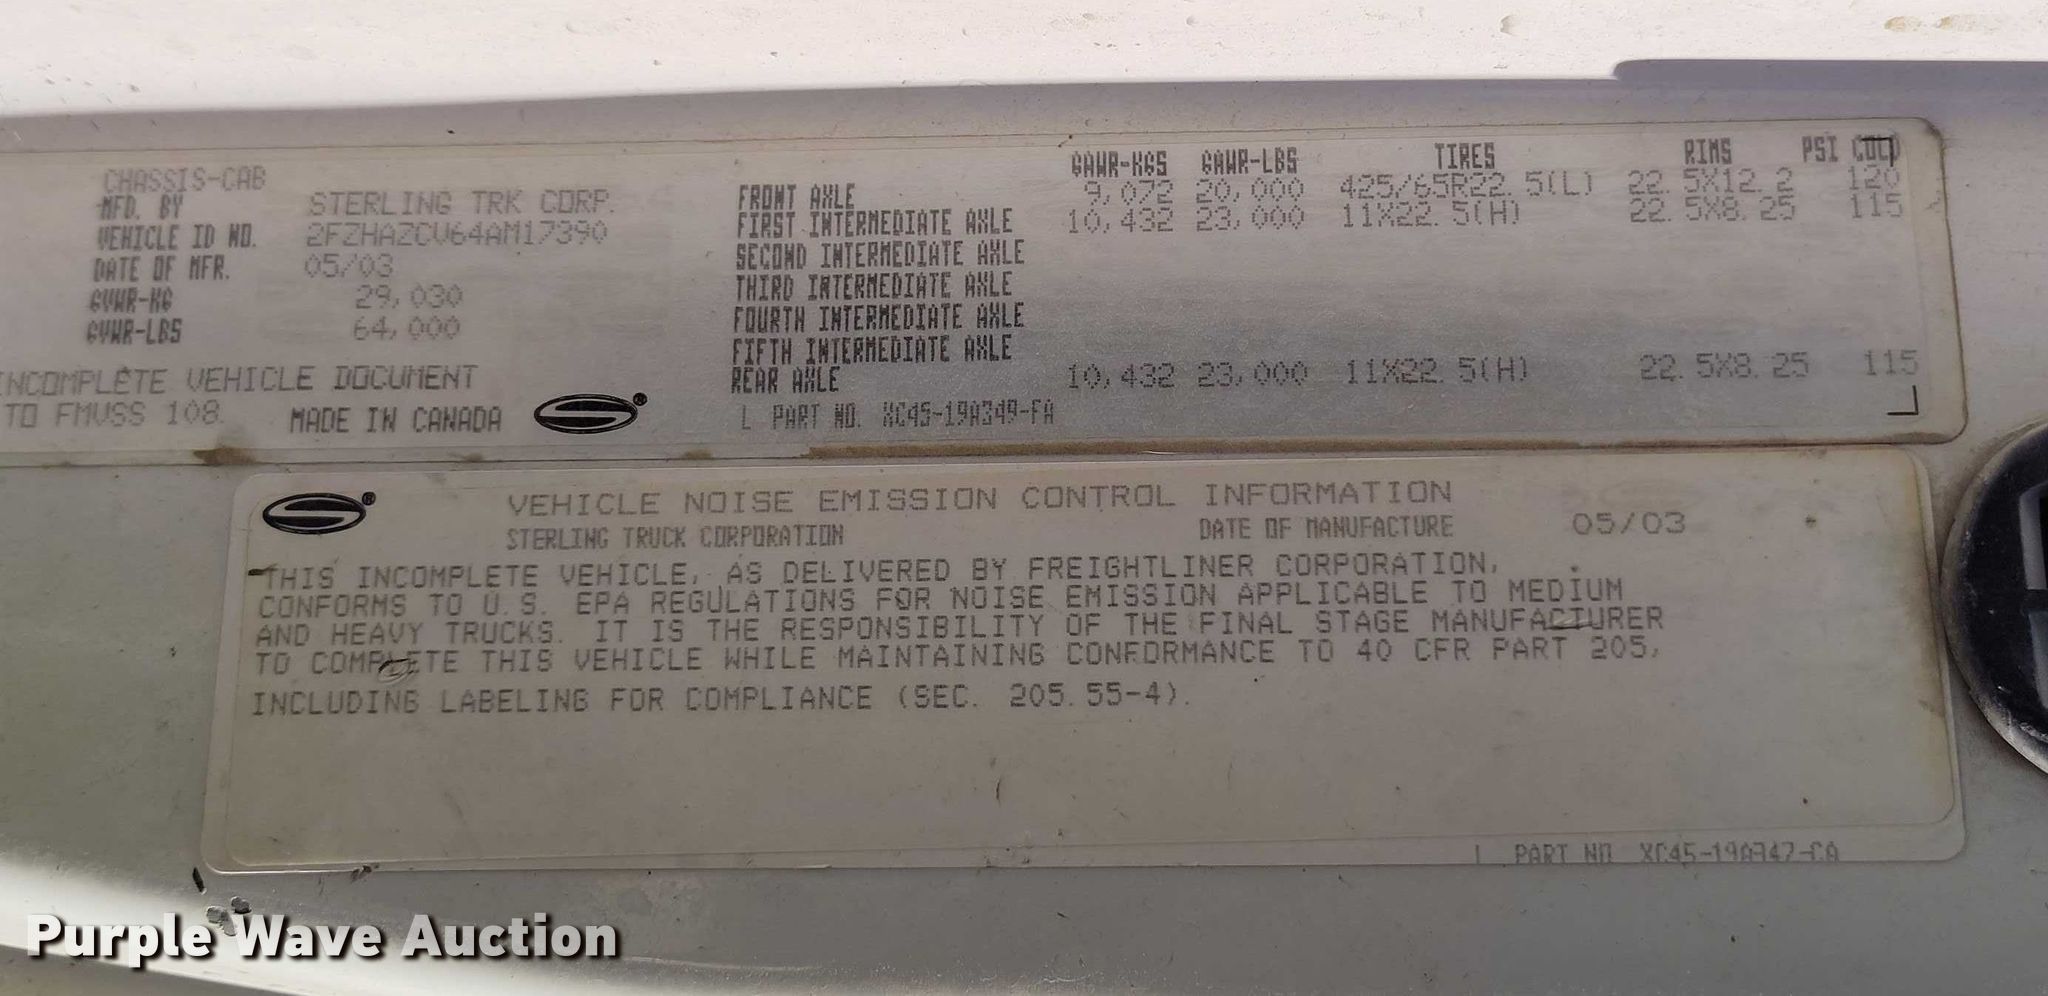 CHASSIS-CAB
MFD. BY STERLING TRK CORP.
VEHICLE ID NO. 2FZHAZCV64AM17390
DATE OF MFR. 05/03
GVWR-KG 29,030
GVWR-LBS 64,000
INCOMPLETE VEHICLE DOCUMENT
TO FMVSS 108. MADE IN CANADA ®
GAWR-KGS GAWR-LBS TIRES RIMS PSI COLD
FRONT AXLE 9,072 20,000 425/65R22.5(L) 22.5X12.2 120
FIRST INTERMEDIATE AXLE 10,432 23,000 11X22.5(H) 22.5X8.25 115
SECOND INTERMEDIATE AXLE
THIRD INTERMEDIATE AXLE
FOURTH INTERMEDIATE AXLE
FIFTH INTERMEDIATE AXLE
REAR AXLE 10,432 23,000 11X22.5(H) 22.5X8.25 115
L PART NO. XC45-19A349-FA
® VEHICLE NOISE EMISSION CONTROL INFORMATION
STERLING TRUCK CORPORATION DATE OF MANUFACTURE 05/03
THIS INCOMPLETE VEHICLE, AS DELIVERED BY FREIGHTLINER CORPORATION,
CONFORMS TO U.S. EPA REGULATIONS FOR NOISE EMISSION APPLICABLE TO MEDIUM
AND HEAVY TRUCKS. IT IS THE RESPONSIBILITY OF THE FINAL STAGE MANUFACTURER
TO COMPLETE THIS VEHICLE WHILE MAINTAINING CONFORMANCE TO 40 CFR PART 205,
INCLUDING LABELING FOR COMPLIANCE (SEC. 205.55-4).
L PART NO. XC45-19A347-CA
Purple Wave Auction